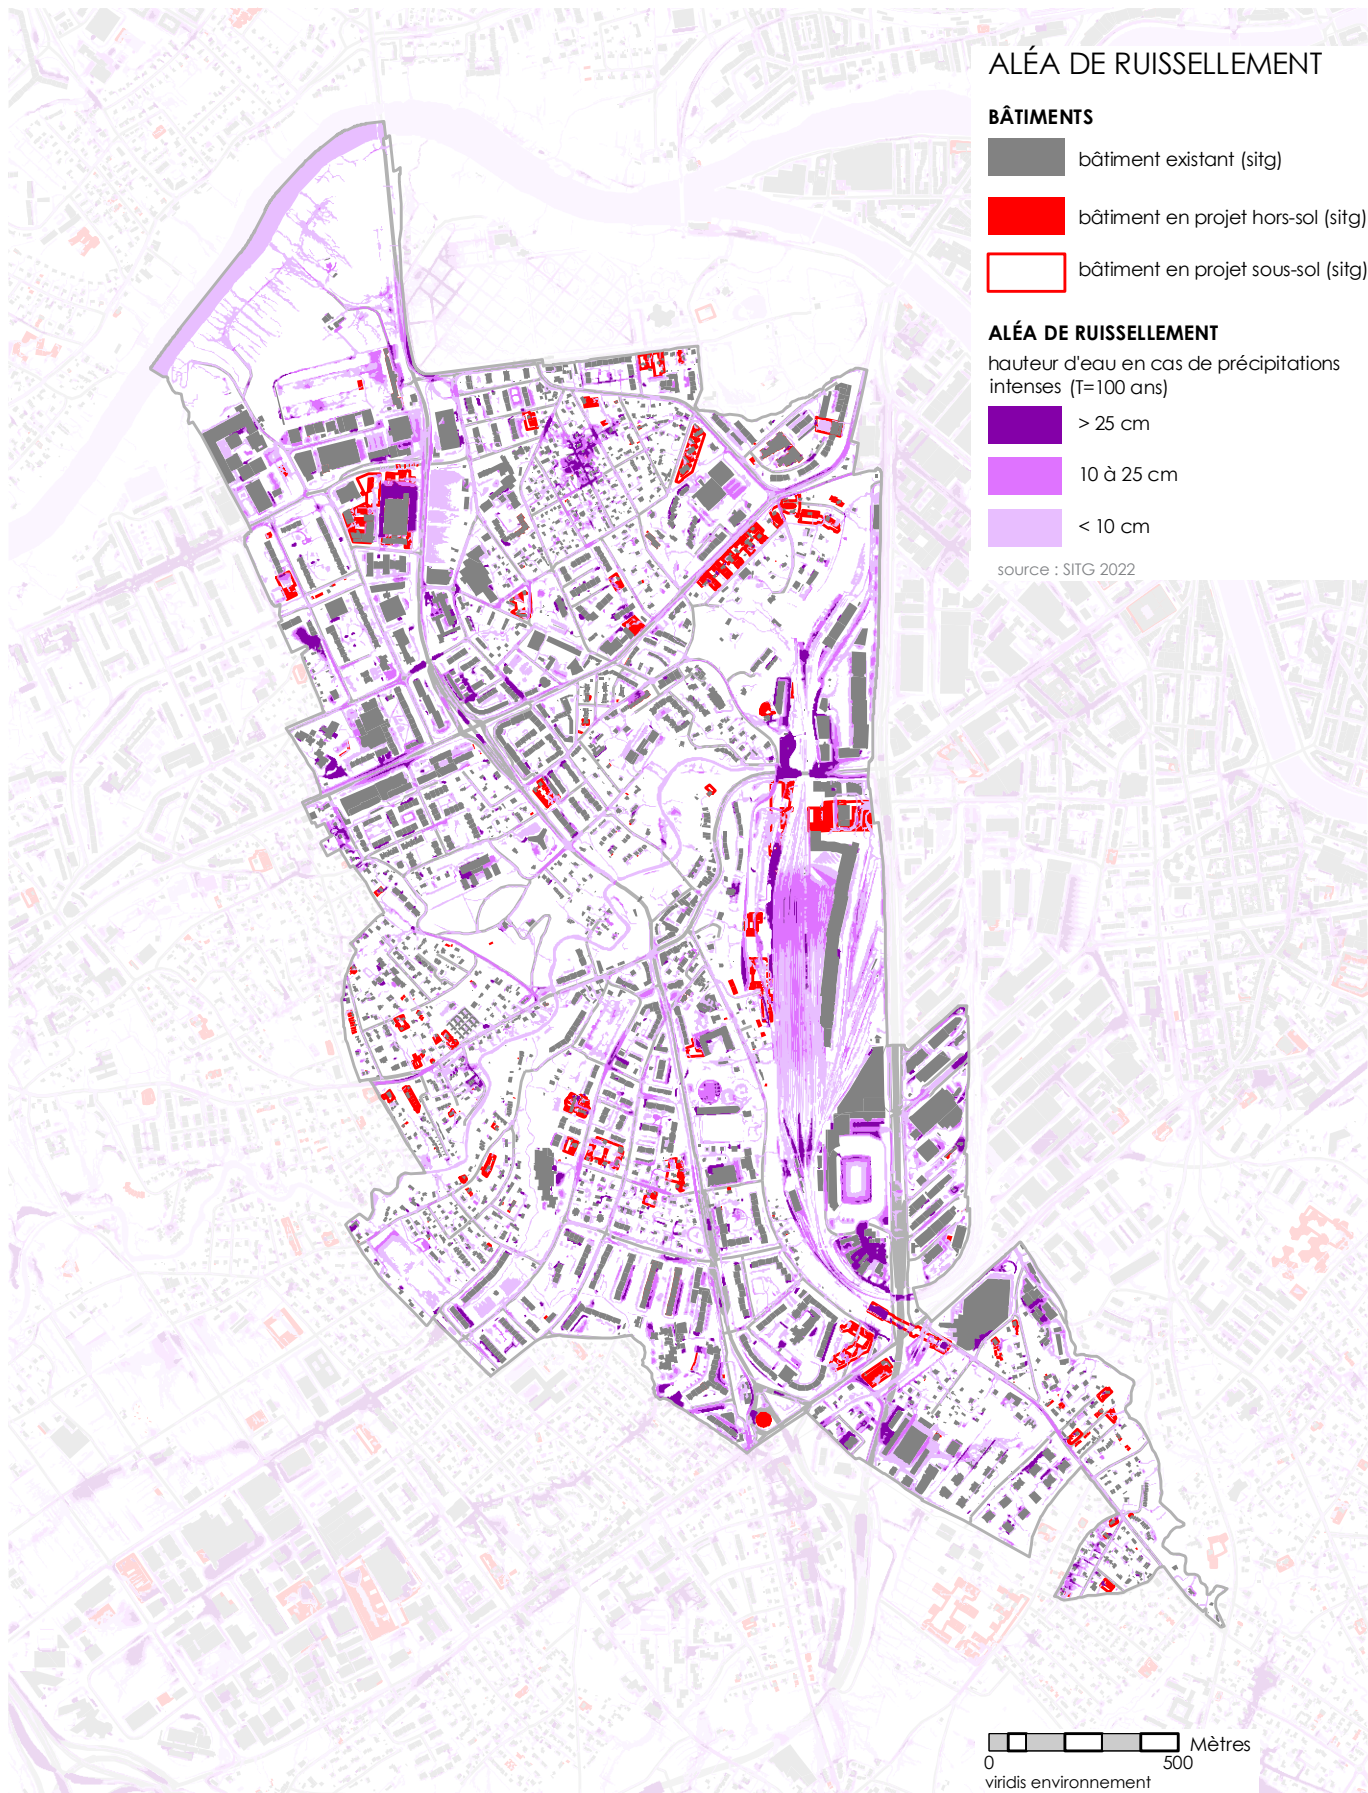 ALÉA DE RUISSELLEMENT
BÂTIMENTS
bâtiment existant (sitg)
bâtiment en projet hors-sol (sitg)
bâtiment en projet sous-sol (sitg)
ALÉA DE RUISSELLEMENT
hauteur d'eau en cas de précipitations
intenses (T=100 ans)
> 25 cm
10 à 25 cm
< 10 cm
source : SITG 2022
Mètres
0 500
viridis environnement